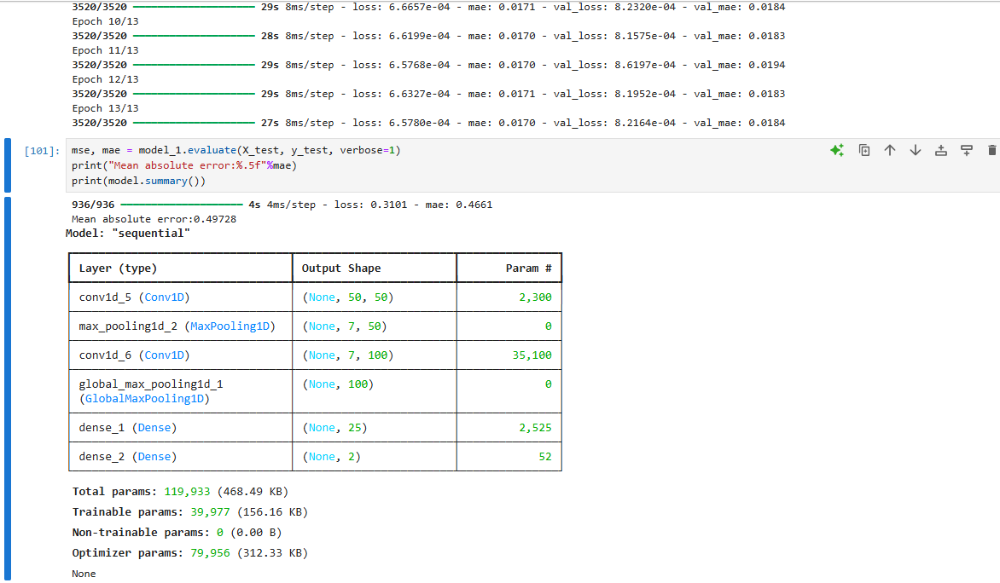 3520/3520 ━━━━━━━━━━━━━━━━━━━━ 29s 8ms/step - loss: 6.6657e-04 - mae: 0.0171 - val_loss: 8.2320e-04 - val_mae: 0.0184
Epoch 10/13
3520/3520 ━━━━━━━━━━━━━━━━━━━━ 28s 8ms/step - loss: 6.6199e-04 - mae: 0.0170 - val_loss: 8.1575e-04 - val_mae: 0.0183
Epoch 11/13
3520/3520 ━━━━━━━━━━━━━━━━━━━━ 29s 8ms/step - loss: 6.5768e-04 - mae: 0.0170 - val_loss: 8.6197e-04 - val_mae: 0.0194
Epoch 12/13
3520/3520 ━━━━━━━━━━━━━━━━━━━━ 29s 8ms/step - loss: 6.6327e-04 - mae: 0.0171 - val_loss: 8.1952e-04 - val_mae: 0.0183
Epoch 13/13
3520/3520 ━━━━━━━━━━━━━━━━━━━━ 27s 8ms/step - loss: 6.5780e-04 - mae: 0.0170 - val_loss: 8.2164e-04 - val_mae: 0.0184
[101]: mse, mae = model_1.evaluate(X_test, y_test, verbose=1)
print("Mean absolute error:%.5f"%mae)
print(model.summary())
936/936 ━━━━━━━━━━━━━━━━━━━━ 4s 4ms/step - loss: 0.3101 - mae: 0.4661
Mean absolute error:0.49728
Model: "sequential"
Layer (type) Output Shape Param #
conv1d_5 (Conv1D) (None, 50, 50) 2,300
max_pooling1d_2 (MaxPooling1D) (None, 7, 50) 0
conv1d_6 (Conv1D) (None, 7, 100) 35,100
global_max_pooling1d_1 (None, 100) 0
(GlobalMaxPooling1D)
dense_1 (Dense) (None, 25) 2,525
dense_2 (Dense) (None, 2) 52
Total params: 119,933 (468.49 KB)
Trainable params: 39,977 (156.16 KB)
Non-trainable params: 0 (0.00 B)
Optimizer params: 79,956 (312.33 KB)
None